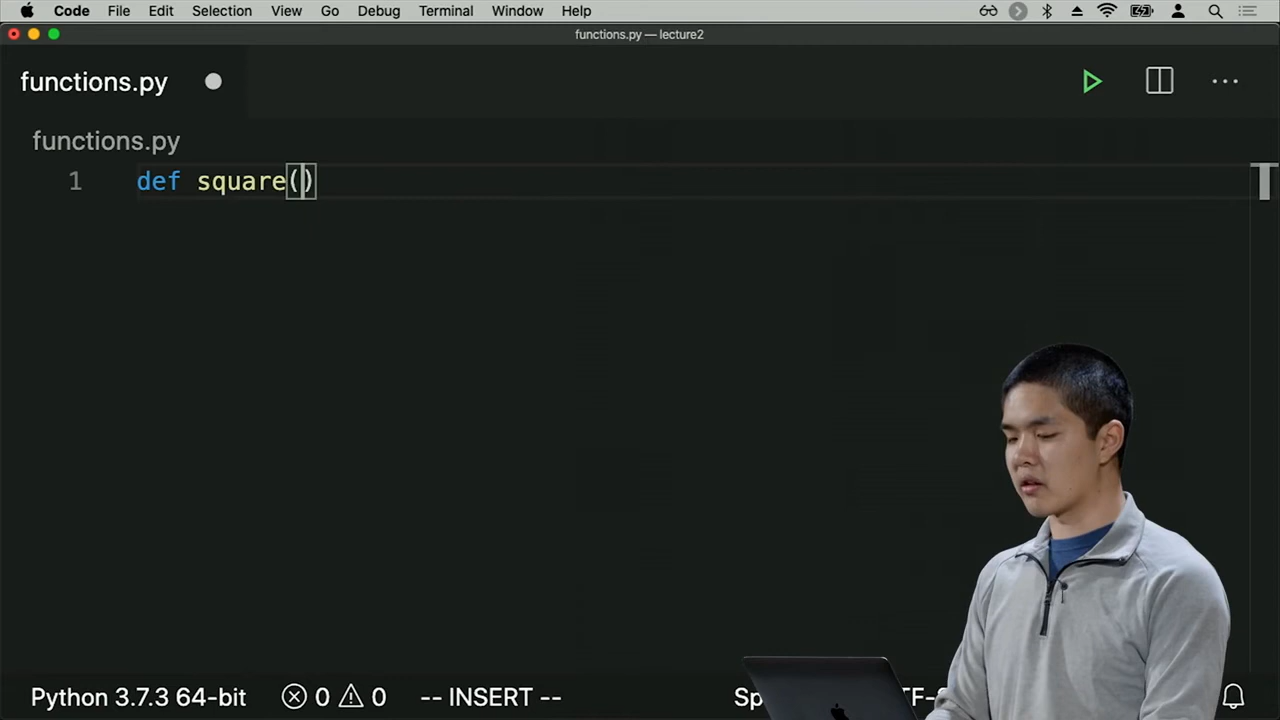 Code File Edit Selection View Go Debug Terminal Window Help
functions.py — lecture2
functions.py
functions.py
1 def square()
Python 3.7.3 64-bit 0 0 -- INSERT --